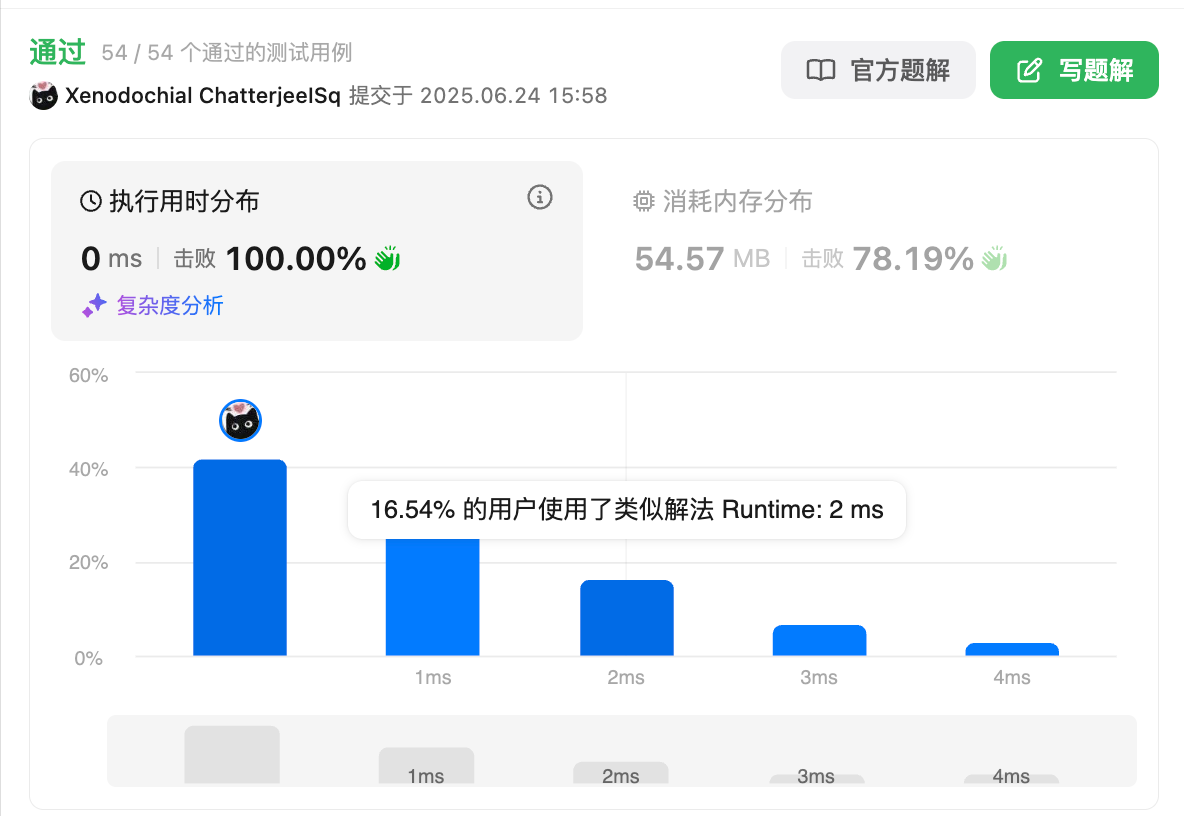 通过 54 / 54 个通过的测试用例
Xenodochial ChatterjeeISq 提交于 2025.06.24 15:58
官方题解
写题解
执行用时分布
0 ms 击败 100.00%
复杂度分析
消耗内存分布
54.57 MB 击败 78.19%
60%
40%
20%
0%
16.54% 的用户使用了类似解法 Runtime: 2 ms
1ms 2ms 3ms 4ms
1ms 2ms 3ms 4ms